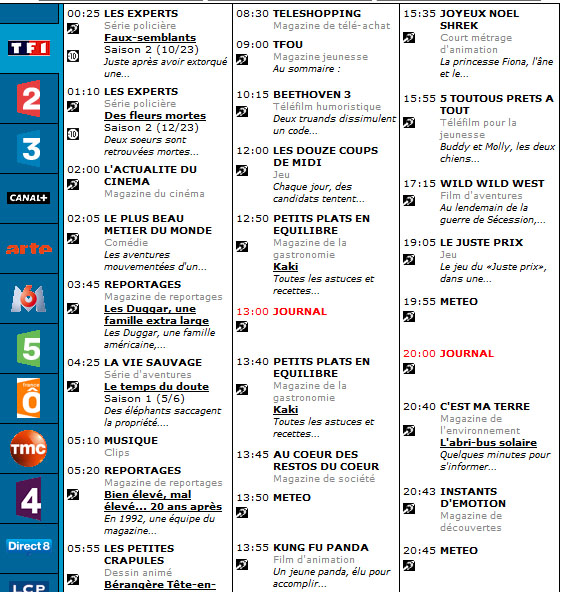 TF1
2
3
CANAL+
arte
M6
5
france
ô
TMC
4
Direct 8
LCP
00:25 LES EXPERTS
Série policière
Faux-semblants
10
Saison 2 (10/23)
Juste après avoir extorqué
une...
01:10 LES EXPERTS
Série policière
Des fleurs mortes
10
Saison 2 (12/23)
Deux soeurs sont
retrouvées mortes...
02:00 L'ACTUALITE DU
CINEMA
Magazine du cinéma
02:05 LE PLUS BEAU
METIER DU MONDE
Comédie
Les aventures
mouvementées d'un...
03:45 REPORTAGES
Magazine de reportages
Les Duggar, une
famille extra large
Les Duggar, une famille
américaine,...
04:25 LA VIE SAUVAGE
Série d'aventures
Le temps du doute
Saison 1 (5/6)
Des éléphants saccagent
la propriété....
05:10 MUSIQUE
Clips
05:20 REPORTAGES
Magazine de reportages
Bien élevé, mal
élevé... 20 ans après
En 1992, une équipe du
magazine...
05:55 LES PETITES
CRAPULES
Dessin animé
Bérangère Tête-en-
08:30 TELESHOPPING
Magazine de télé-achat
09:00 TFOU
Magazine jeunesse
Au sommaire :
10:15 BEETHOVEN 3
Téléfilm humoristique
Deux truands dissimulent
un code...
12:00 LES DOUZE COUPS
DE MIDI
Jeu
Chaque jour, des
candidats tentent...
12:50 PETITS PLATS EN
EQUILIBRE
Magazine de la
gastronomie
Kaki
Toutes les astuces et
recettes...
13:00 JOURNAL
13:40 PETITS PLATS EN
EQUILIBRE
Magazine de la
gastronomie
Kaki
Toutes les astuces et
recettes...
13:45 AU COEUR DES
RESTOS DU COEUR
Magazine de société
13:50 METEO
13:55 KUNG FU PANDA
Film d'animation
Un jeune panda, élu pour
accomplir...
15:35 JOYEUX NOEL
SHREK
Court métrage
d'animation
La princesse Fiona, l'âne
et le...
15:55 5 TOUTOUS PRETS A
TOUT
Téléfilm pour la
jeunesse
Buddy et Molly, les deux
chiens...
17:15 WILD WILD WEST
Film d'aventures
Au lendemain de la
guerre de Sécession,...
19:05 LE JUSTE PRIX
Jeu
Le jeu du «Juste prix»,
dans une...
19:55 METEO
20:00 JOURNAL
20:40 C'EST MA TERRE
Magazine de
l'environnement
L'abri-bus solaire
Quelques minutes pour
s'informer...
20:43 INSTANTS
D'EMOTION
Magazine de
découvertes
20:45 METEO